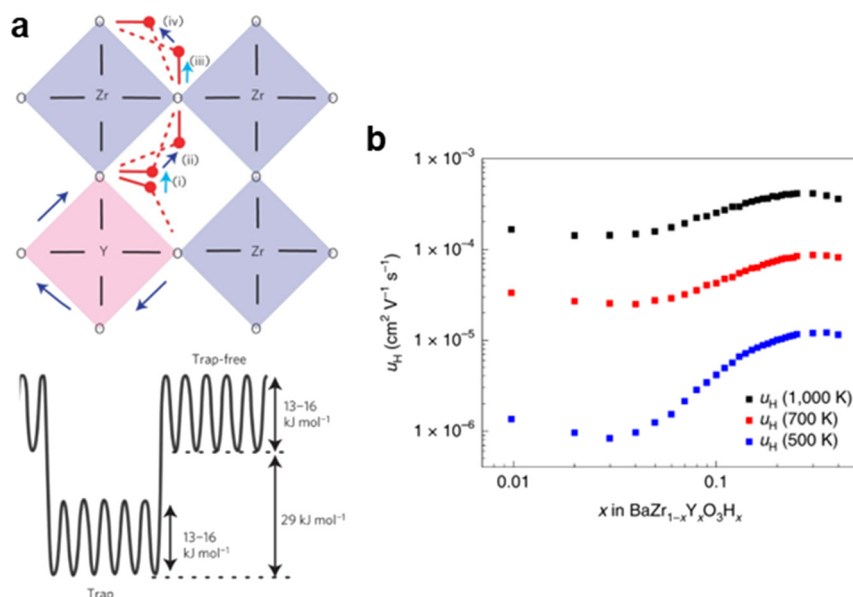 a
O
O
(iv)
(iii)
O
Zr
O
Zr
O
(ii)
O
O
(i)
O
Y
O
Zr
O
O
O
Trap-free
13–16
kJ mol⁻¹
29 kJ mol⁻¹
13–16
kJ mol⁻¹
Trap
b
1 × 10⁻³
1 × 10⁻⁴
1 × 10⁻⁵
1 × 10⁻⁶
u_H (cm² V⁻¹ s⁻¹)
u_H (1,000 K)
u_H (700 K)
u_H (500 K)
0.01
0.1
x in BaZr₁₋ₓYₓO₃Hₓ